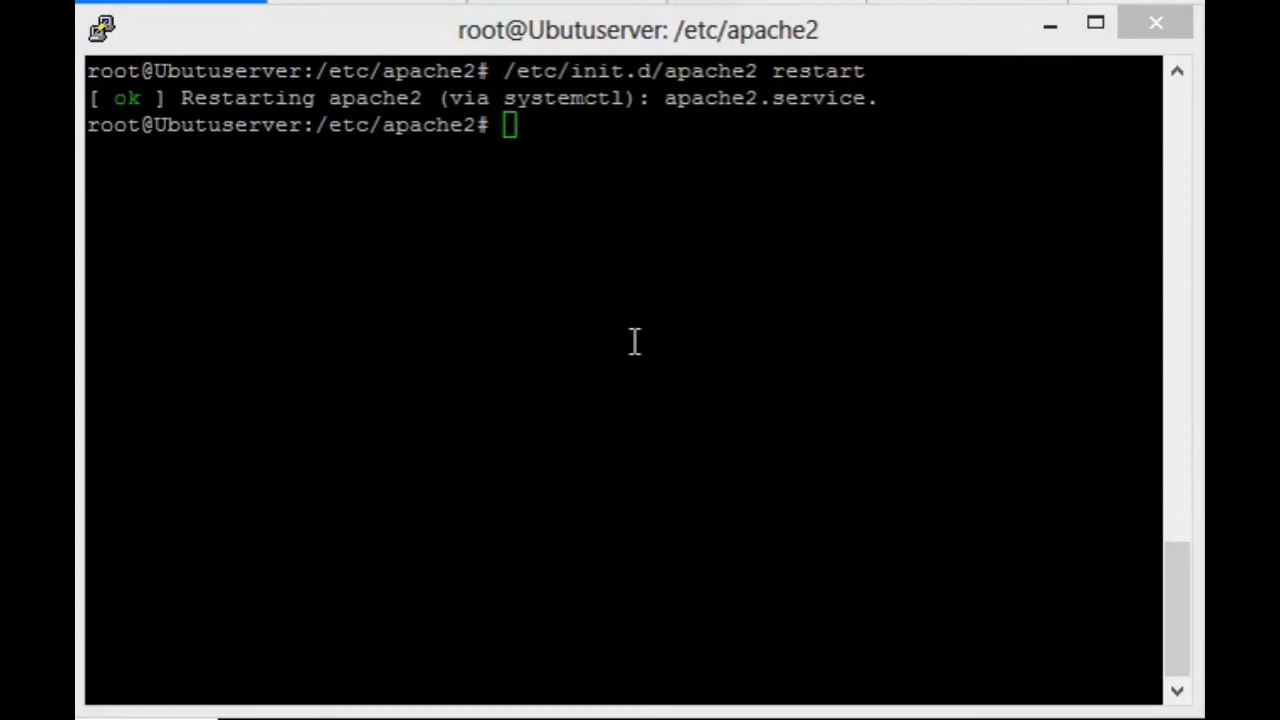 root@Ubutuserver: /etc/apache2
root@Ubutuserver:/etc/apache2# /etc/init.d/apache2 restart
[ ok ] Restarting apache2 (via systemctl): apache2.service.
root@Ubutuserver:/etc/apache2#